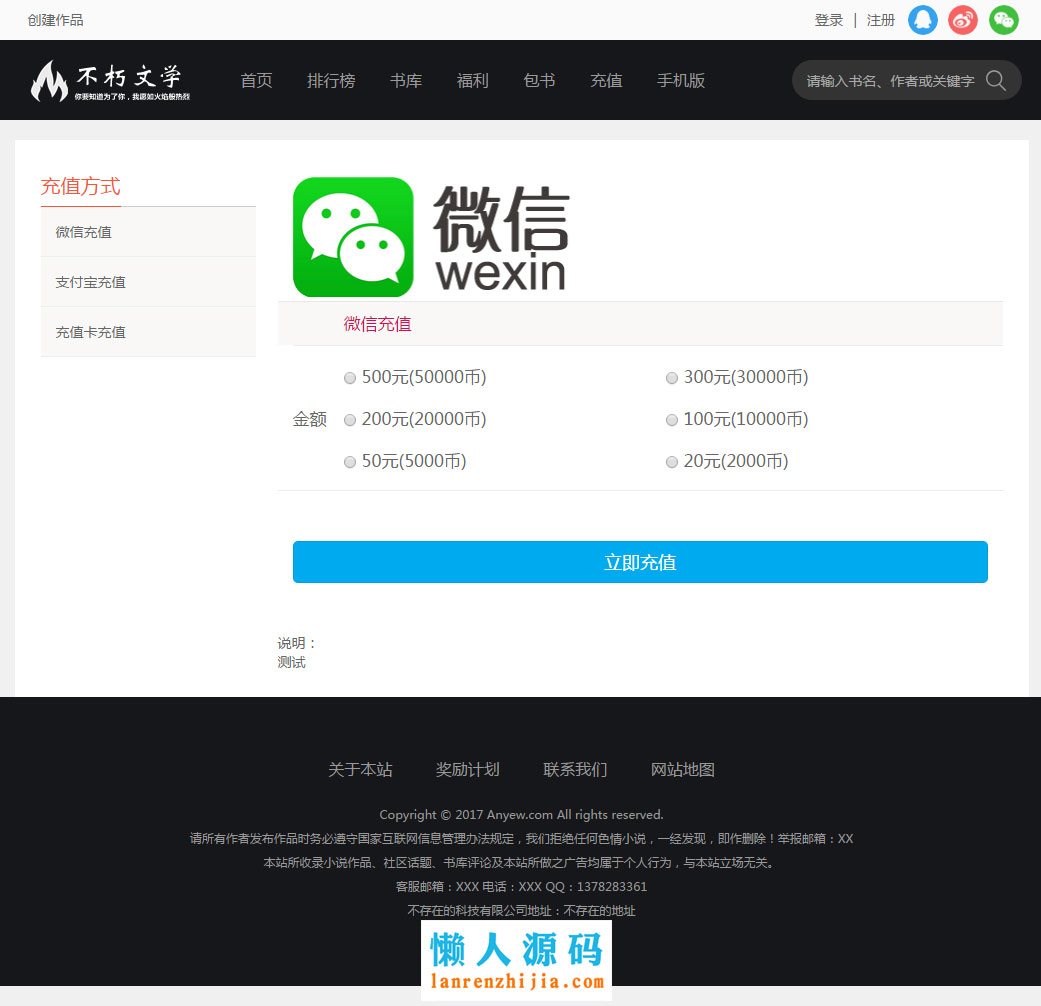 创建作品 登录 | 注册
不朽文学 首页 排行榜 书库 福利 包书 充值 手机版 请输入书名、作者或关键字
你要知道为了你，我愿如火焰般热烈
充值方式
微信充值
支付宝充值
充值卡充值
微信
wexin
微信充值
500元(50000币) 300元(30000币)
金额 200元(20000币) 100元(10000币)
50元(5000币) 20元(2000币)
立即充值
说明：
测试
关于本站 奖励计划 联系我们 网站地图
Copyright © 2017 Anyew.com All rights reserved.
请所有作者发布作品时务必遵守国家互联网信息管理办法规定，我们拒绝任何色情小说，一经发现，即作删除！举报邮箱：XX
本站所收录小说作品、社区话题、书库评论及本站所做之广告均属于个人行为，与本站立场无关。
客服邮箱：XXX 电话：XXX QQ：1378283361
不存在的科技有限公司地址：不存在的地址
懒人源码
lanrenzhijia.com